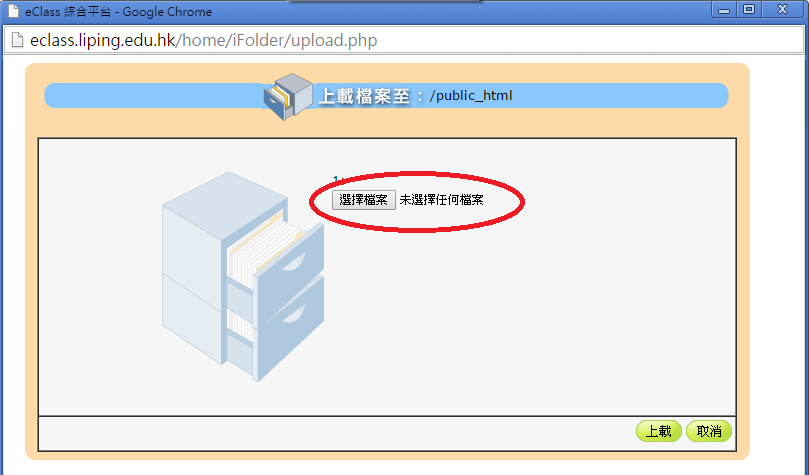 eClass 綜合平台 - Google Chrome
eclass.liping.edu.hk/home/iFolder/upload.php
上載檔案至：/public_html
選擇檔案 未選擇任何檔案
上載 取消